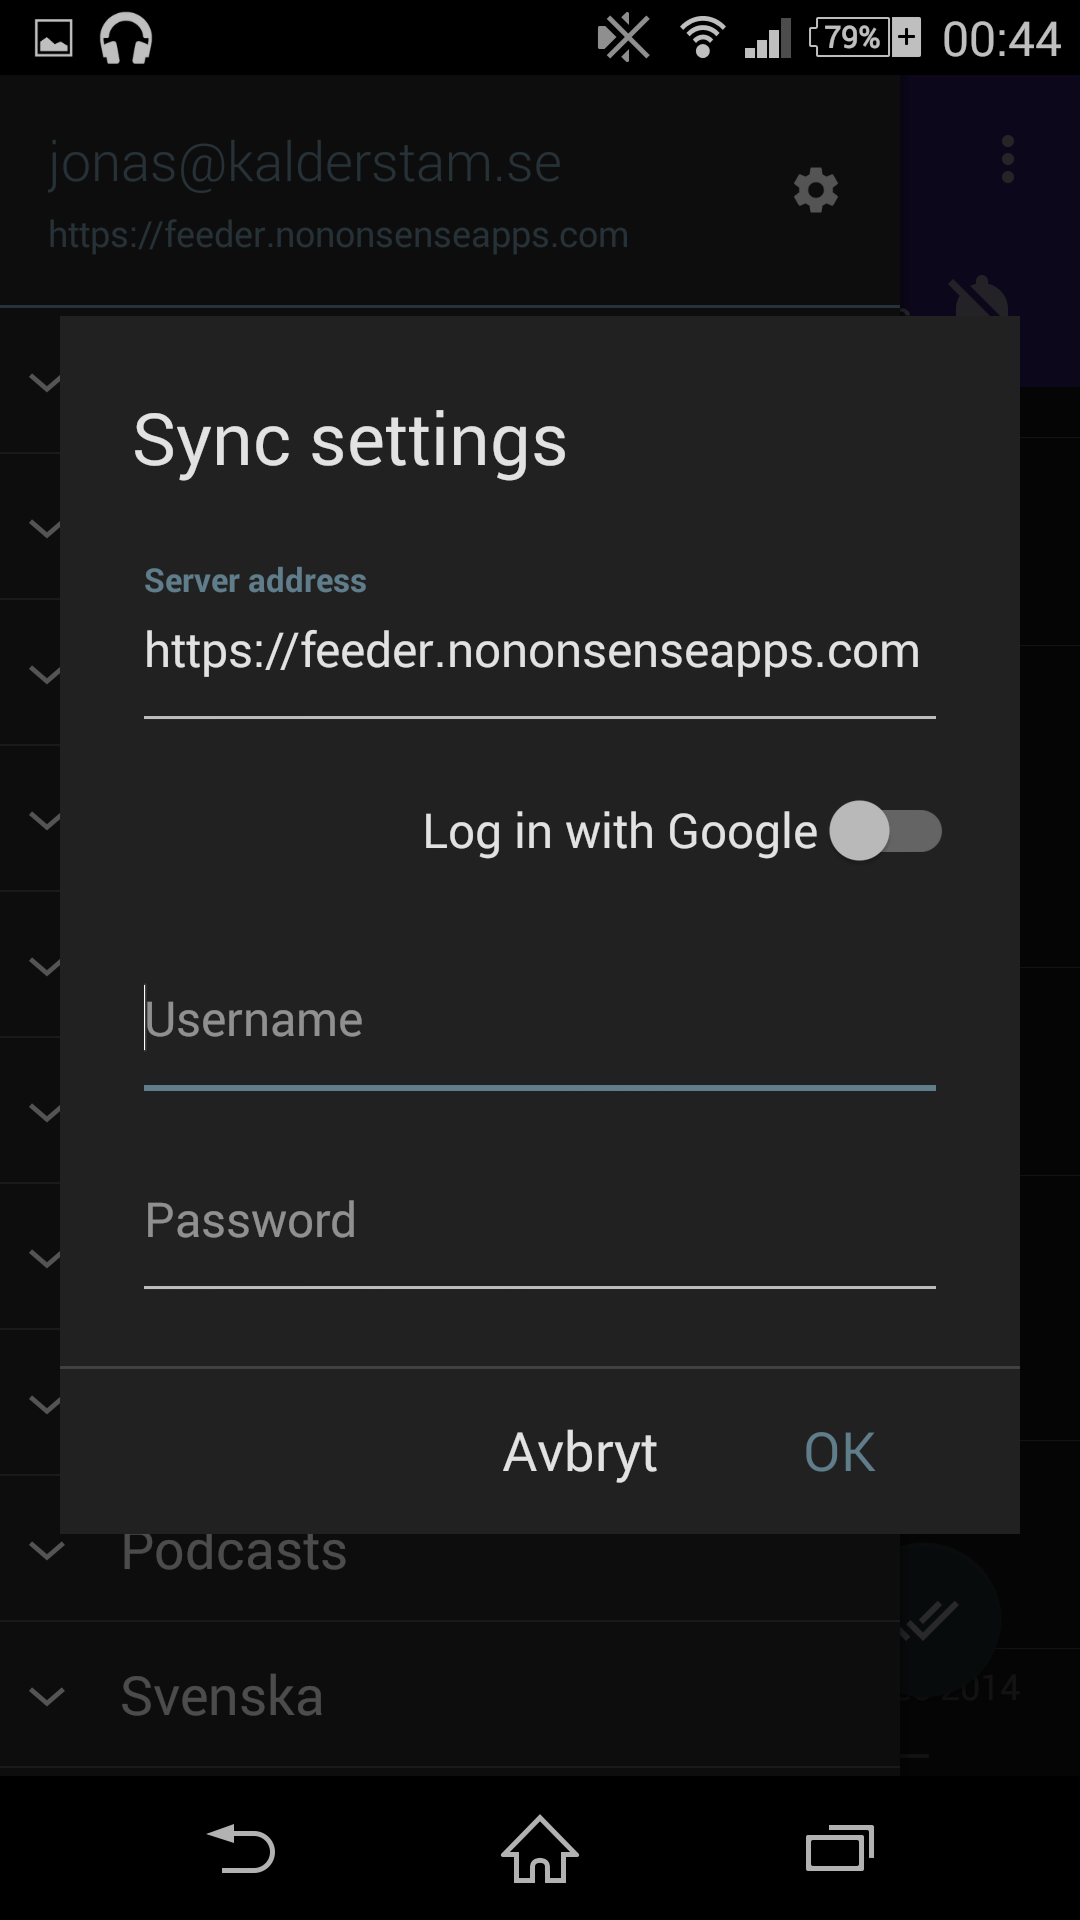 79%
00:44
jonas@kalderstam.se
https://feeder.nononsenseapps.com
Sync settings
Server address
https://feeder.nononsenseapps.com
Log in with Google
Username
Password
Avbryt
OK
Podcasts
Svenska
2014